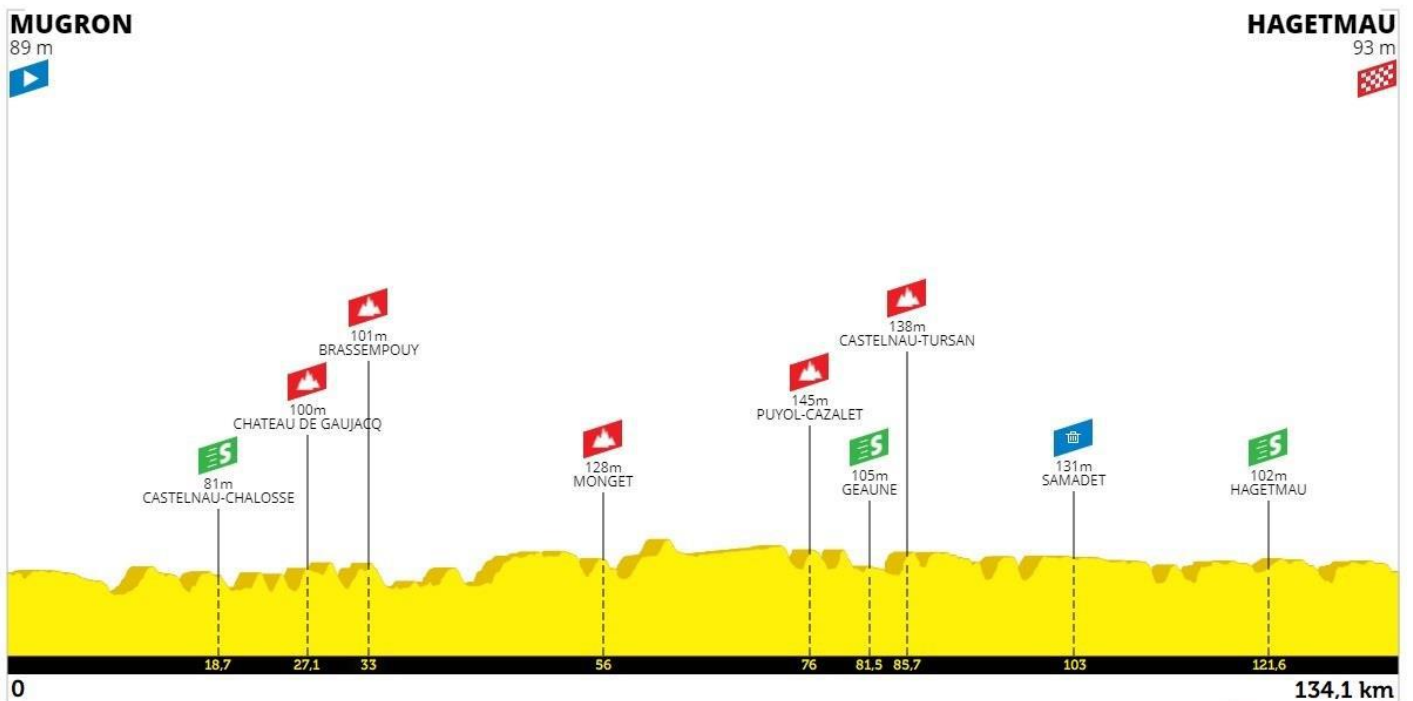 MUGRON
89 m
HAGETMAU
93 m
101m
BRASSEMPOUY
138m
CASTELNAU-TURSAN
100m
CHATEAU DE GAUJACQ
145m
PUYOL-CAZALET
S
81m
CASTELNAU-CHALOSSE
128m
MONGET
S
105m
GEAUNE
131m
SAMADET
S
102m
HAGETMAU
18,7
27,1
33
56
76
81,5
85,7
103
121,6
0
134,1 km